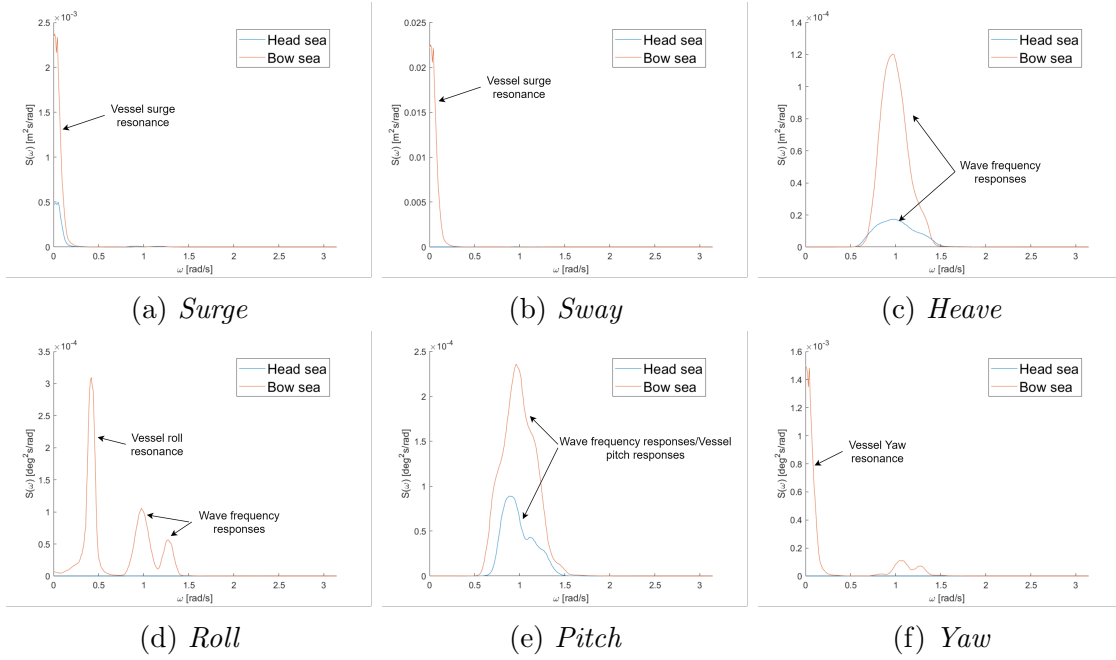 ×10⁻³
2.5
2
1.5
1
0.5
0
S(ω) [m²s/rad]
Head sea
Bow sea
Vessel surge
resonance
0 0.5 1 1.5 2 2.5 3
ω [rad/s]
(a) Surge
0.025
0.02
0.015
0.01
0.005
0
S(ω) [m²s/rad]
Head sea
Bow sea
Vessel surge
resonance
0 0.5 1 1.5 2 2.5 3
ω [rad/s]
(b) Sway
×10⁻⁴
1.4
1.2
1
0.8
0.6
0.4
0.2
0
S(ω) [m²s/rad]
Head sea
Bow sea
Wave frequency
responses
0 0.5 1 1.5 2 2.5 3
ω [rad/s]
(c) Heave
×10⁻⁴
3.5
3
2.5
2
1.5
1
0.5
0
S(ω) [deg²s/rad]
Head sea
Bow sea
Vessel roll
resonance
Wave frequency
responses
0 0.5 1 1.5 2 2.5 3
ω [rad/s]
(d) Roll
×10⁻⁴
2.5
2
1.5
1
0.5
0
S(ω) [deg²s/rad]
Head sea
Bow sea
Wave frequency responses/Vessel
pitch responses
0 0.5 1 1.5 2 2.5 3
ω [rad/s]
(e) Pitch
×10⁻³
1.6
1.4
1.2
1
0.8
0.6
0.4
0.2
0
S(ω) [deg²s/rad]
Head sea
Bow sea
Vessel Yaw
resonance
0 0.5 1 1.5 2 2.5 3
ω [rad/s]
(f) Yaw